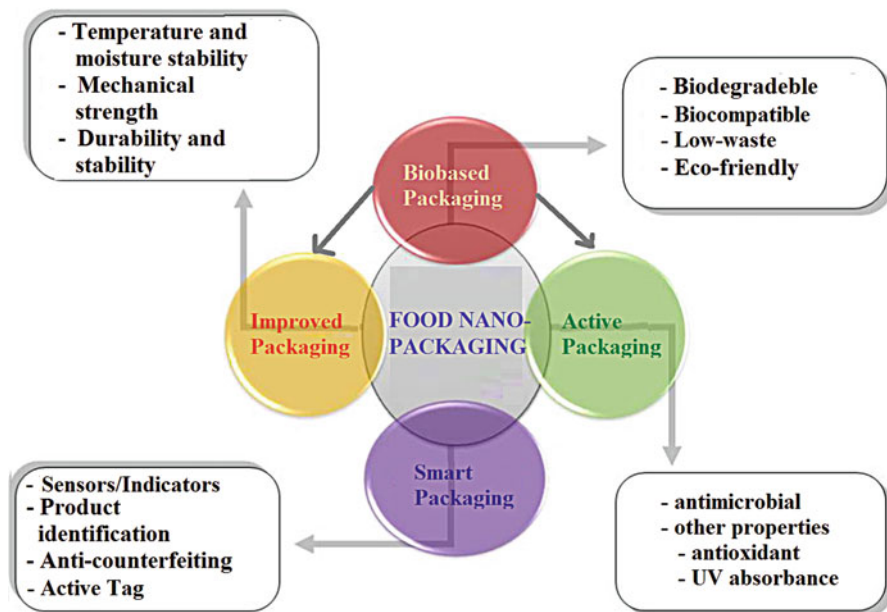 - Temperature and
moisture stability
- Mechanical
strength
- Durability and
stability
- Biodegradeble
- Biocompatible
- Low-waste
- Eco-friendly
Biobased
Packaging
Improved
Packaging
FOOD NANO-
PACKAGING
Active
Packaging
Smart
Packaging
- Sensors/Indicators
- Product
identification
- Anti-counterfeiting
- Active Tag
- antimicrobial
- other properties
- antioxidant
- UV absorbance